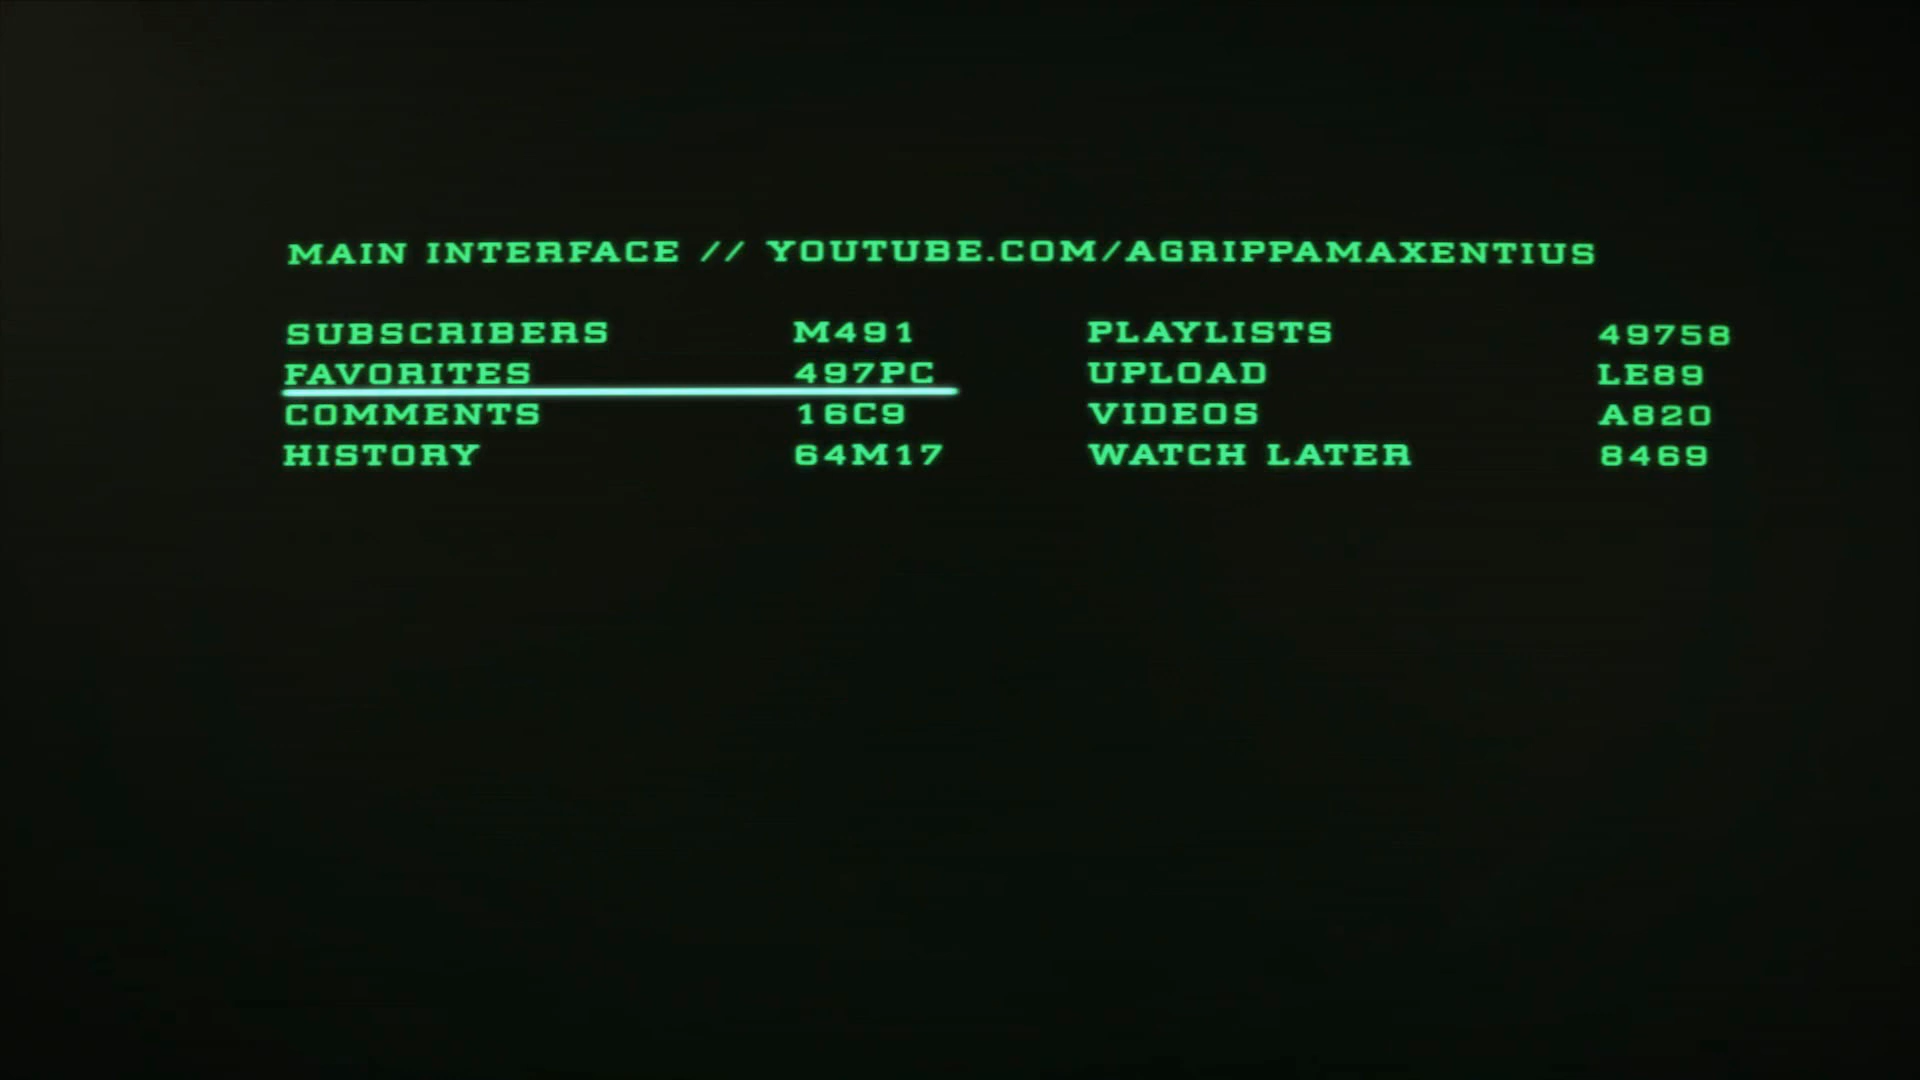 MAIN INTERFACE // YOUTUBE.COM/AGRIPPAMAXENTIUS
SUBSCRIBERS M491 PLAYLISTS 49758
FAVORITES 497PC UPLOAD LE89
COMMENTS 16C9 VIDEOS A820
HISTORY 64M17 WATCH LATER 8469